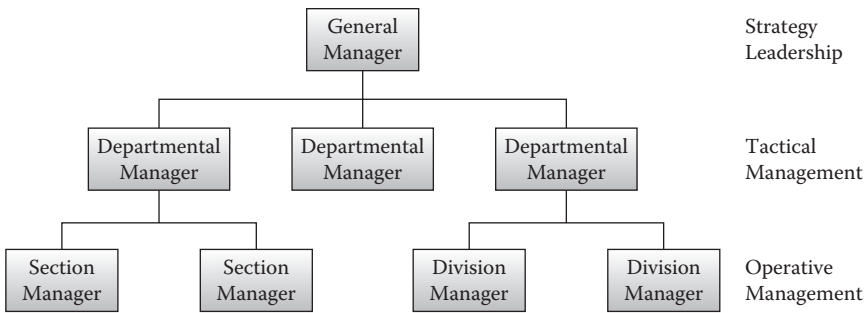 General
Manager
Strategy
Leadership
Departmental
Manager
Departmental
Manager
Departmental
Manager
Tactical
Management
Section
Manager
Section
Manager
Division
Manager
Division
Manager
Operative
Management